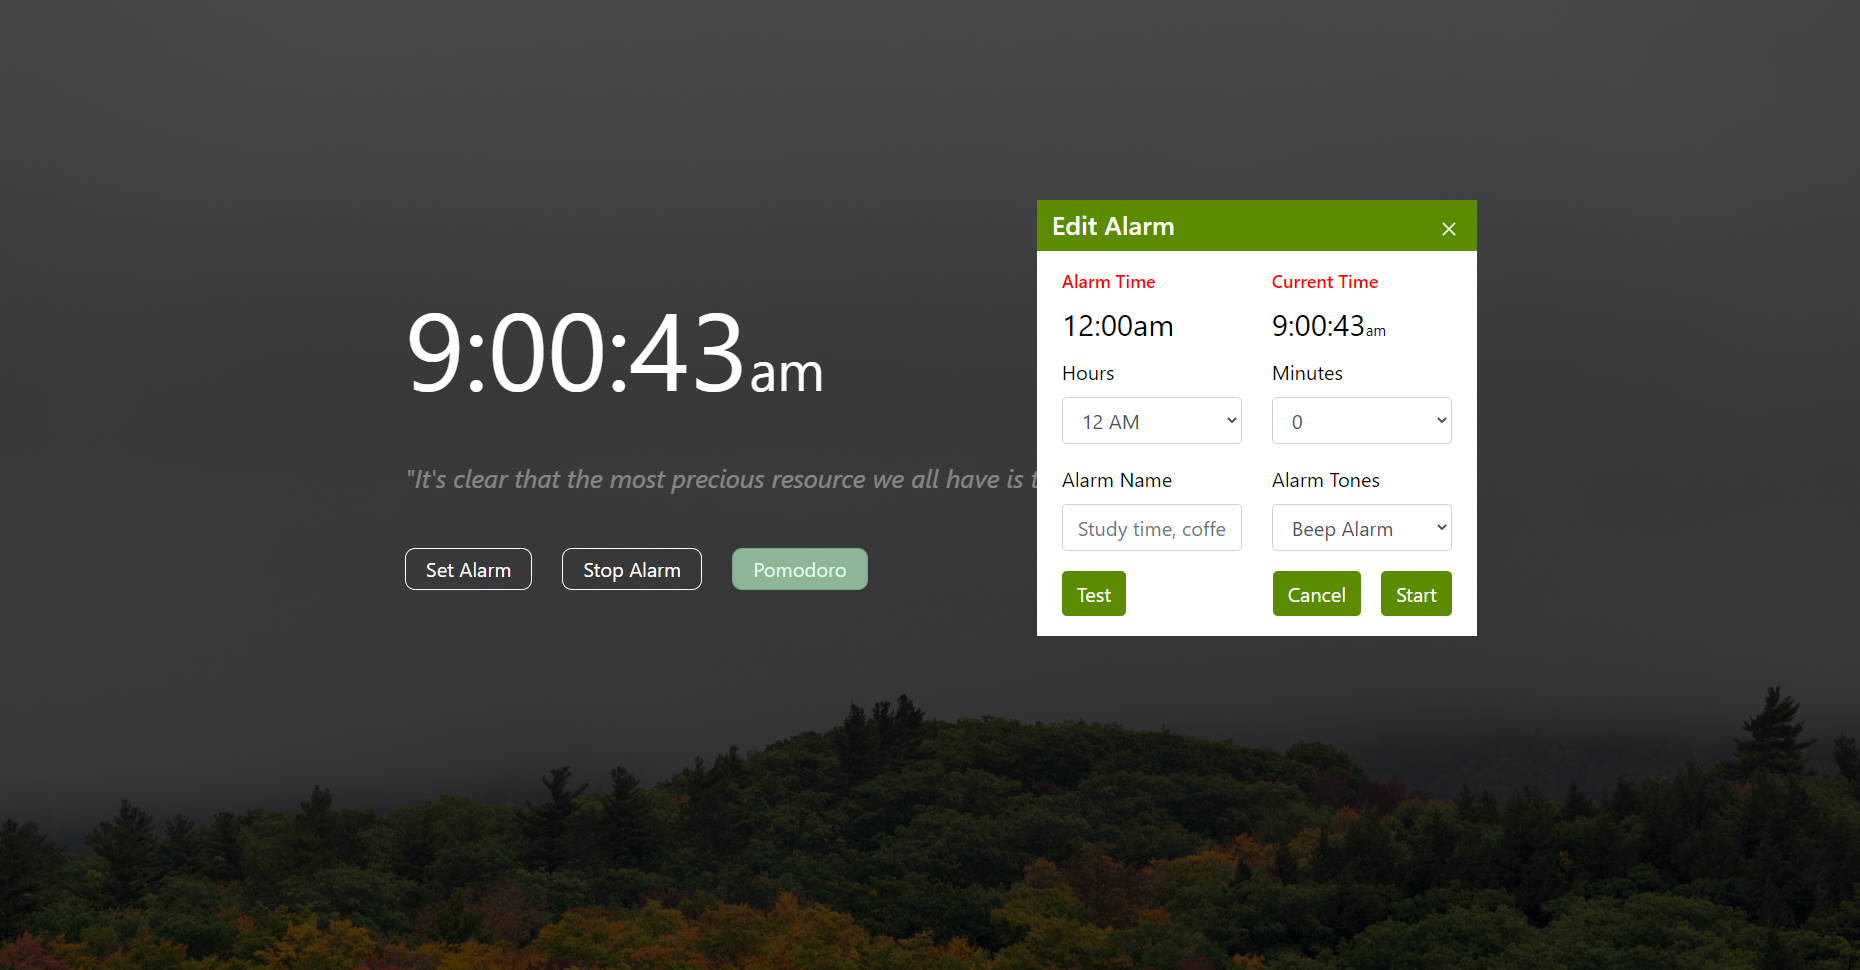 9:00:43am
"It's clear that the most precious resource we all have is
Set Alarm
Stop Alarm
Pomodoro
Edit Alarm
×
Alarm Time
Current Time
12:00am
9:00:43am
Hours
Minutes
12 AM
0
Alarm Name
Alarm Tones
Study time, coffe
Beep Alarm
Test
Cancel
Start